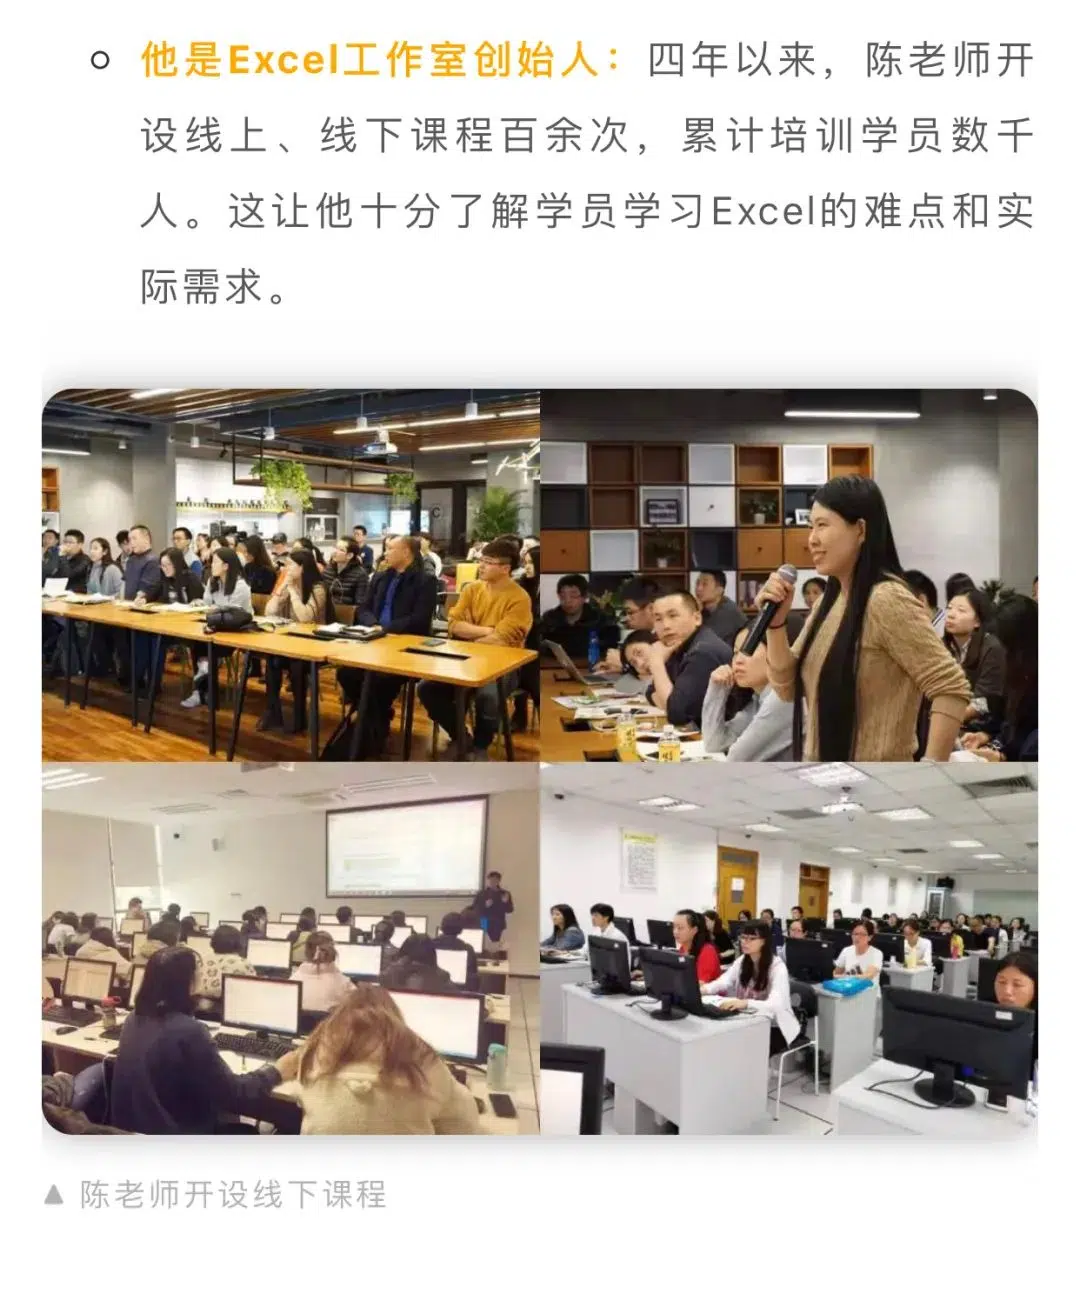 他是Excel工作室创始人：四年以来，陈老师开
设线上、线下课程百余次，累计培训学员数千
人。这让他十分了解学员学习Excel的难点和实
际需求。
▲ 陈老师开设线下课程